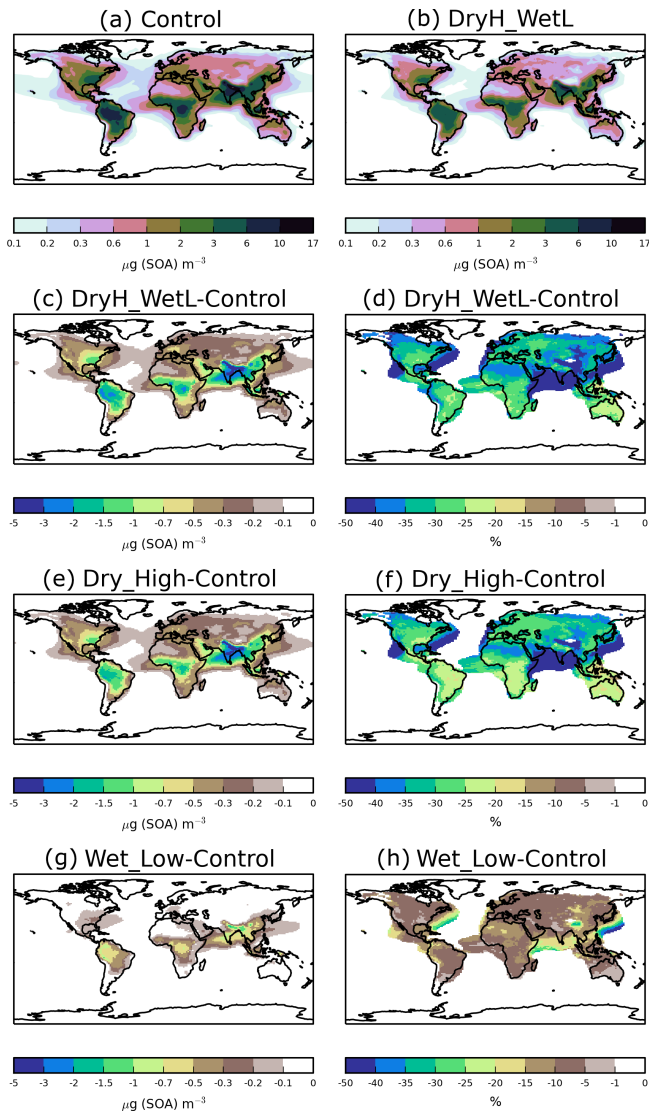 (a) Control
(b) DryH_WetL
0.1 0.2 0.3 0.6 1 2 3 6 10 17
μg (SOA) m⁻³
0.1 0.2 0.3 0.6 1 2 3 6 10 17
μg (SOA) m⁻³
(c) DryH_WetL-Control
(d) DryH_WetL-Control
-5 -3 -2 -1.5 -1 -0.7 -0.5 -0.3 -0.2 -0.1 0
μg (SOA) m⁻³
-50 -40 -35 -30 -25 -20 -15 -10 -5 -1 0
%
(e) Dry_High-Control
(f) Dry_High-Control
-5 -3 -2 -1.5 -1 -0.7 -0.5 -0.3 -0.2 -0.1 0
μg (SOA) m⁻³
-50 -40 -35 -30 -25 -20 -15 -10 -5 -1 0
%
(g) Wet_Low-Control
(h) Wet_Low-Control
-5 -3 -2 -1.5 -1 -0.7 -0.5 -0.3 -0.2 -0.1 0
μg (SOA) m⁻³
-50 -40 -35 -30 -25 -20 -15 -10 -5 -1 0
%